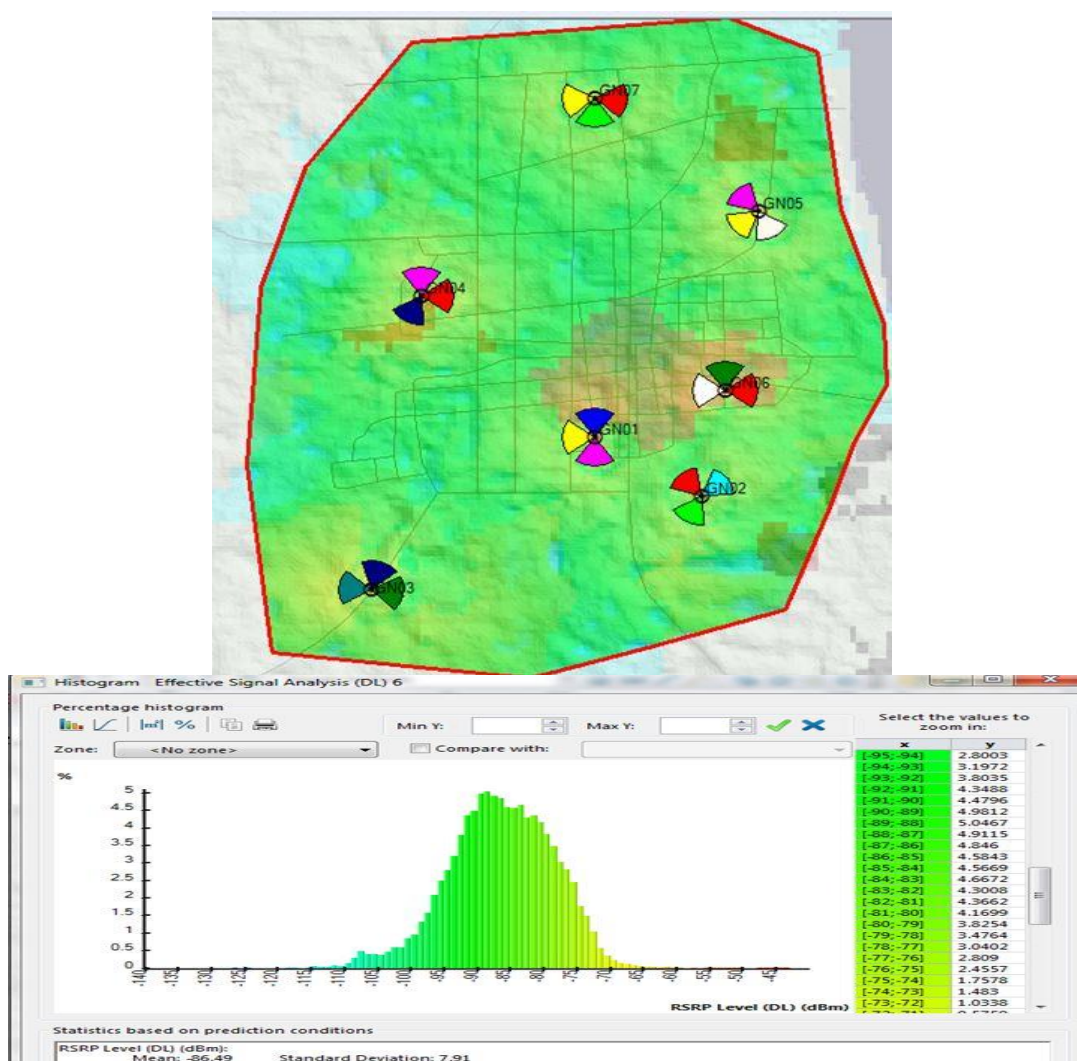 GN07
GN05
GN04
GN06
GN01
GN02
GN03
Histogram Effective Signal Analysis (DL) 6
Percentage histogram
Min Y: Max Y:
Select the values to
zoom in:
Zone: <No zone> Compare with:
x y
%
5
4.5
4
3.5
3
2.5
2
1.5
1
0.5
0
-140 -135 -130 -125 -120 -115 -110 -105 -100 -95 -90 -85 -80 -75 -70 -65 -60 -55 -50 -45
RSRP Level (DL) (dBm)
[-95;-94] 2.8003
[-94;-93] 3.1972
[-93;-92] 3.8035
[-92;-91] 4.3488
[-91;-90] 4.4796
[-90;-89] 4.9812
[-89;-88] 5.0467
[-88;-87] 4.9115
[-87;-86] 4.846
[-86;-85] 4.5843
[-85;-84] 4.5669
[-84;-83] 4.6672
[-83;-82] 4.3008
[-82;-81] 4.3662
[-81;-80] 4.1699
[-80;-79] 3.8254
[-79;-78] 3.4764
[-78;-77] 3.0402
[-77;-76] 2.809
[-76;-75] 2.4557
[-75;-74] 1.7578
[-74;-73] 1.483
[-73;-72] 1.0338
Statistics based on prediction conditions
RSRP Level (DL) (dBm):
Mean: -86.49 Standard Deviation: 7.91